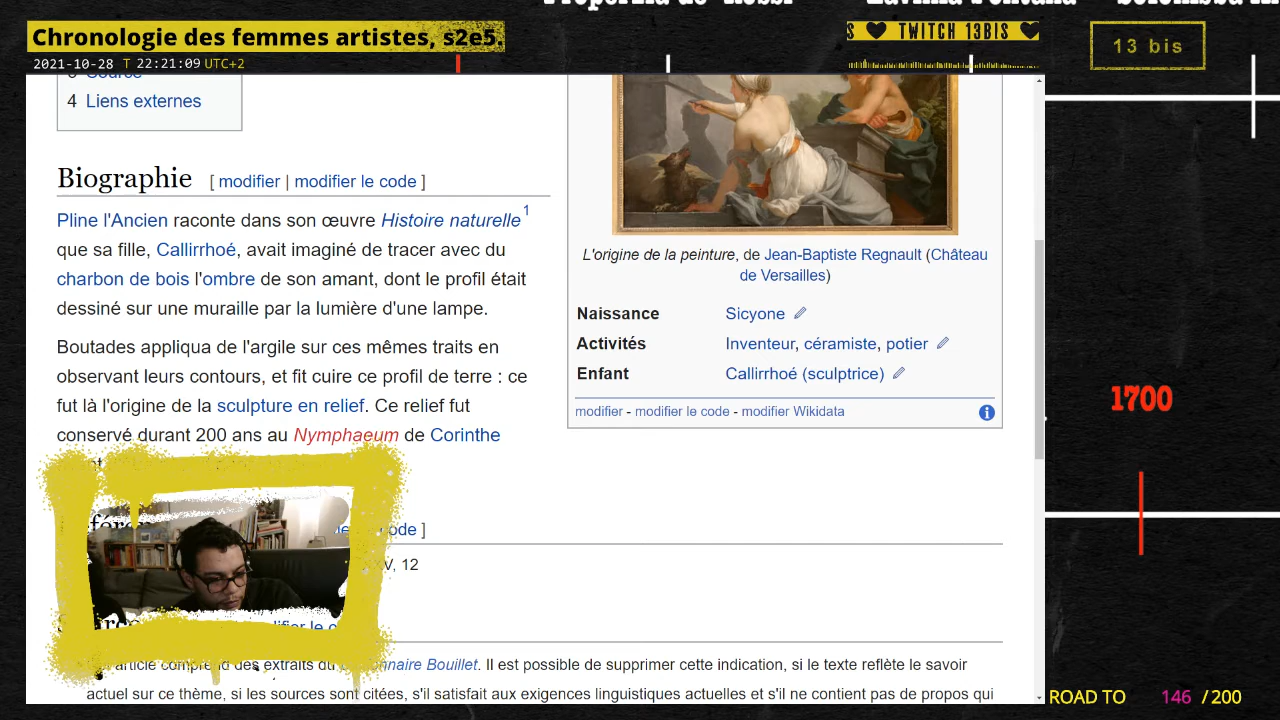 Chronologie des femmes artistes, s2e5
2021-10-28 T 22:21:09 UTC+2
TWITCH 13BIS
13 bis
4 Liens externes
Biographie [ modifier | modifier le code ]
Pline l'Ancien raconte dans son œuvre Histoire naturelle1
que sa fille, Callirrhoé, avait imaginé de tracer avec du
charbon de bois l'ombre de son amant, dont le profil était
dessiné sur une muraille par la lumière d'une lampe.
Boutades appliqua de l'argile sur ces mêmes traits en
observant leurs contours, et fit cuire ce profil de terre : ce
fut là l'origine de la sculpture en relief. Ce relief fut
conservé durant 200 ans au Nymphaeum de Corinthe
L'origine de la peinture, de Jean-Baptiste Regnault (Château
de Versailles)
Naissance Sicyone
Activités Inventeur, céramiste, potier
Enfant Callirrhoé (sculptrice)
modifier - modifier le code - modifier Wikidata
code ]
V, 12
article comprend des extraits du Bouillet. Il est possible de supprimer cette indication, si le texte reflète le savoir
actuel sur ce thème, si les sources sont citées, s'il satisfait aux exigences linguistiques actuelles et s'il ne contient pas de propos qui
1700
ROAD TO 146 / 200